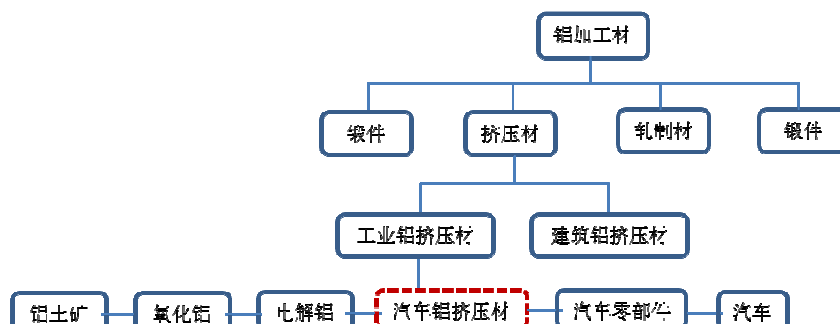 铝加工材
锻件
挤压材
轧制材
锻件
工业铝挤压材
建筑铝挤压材
铝土矿
氧化铝
电解铝
汽车铝挤压材
汽车零部件
汽车